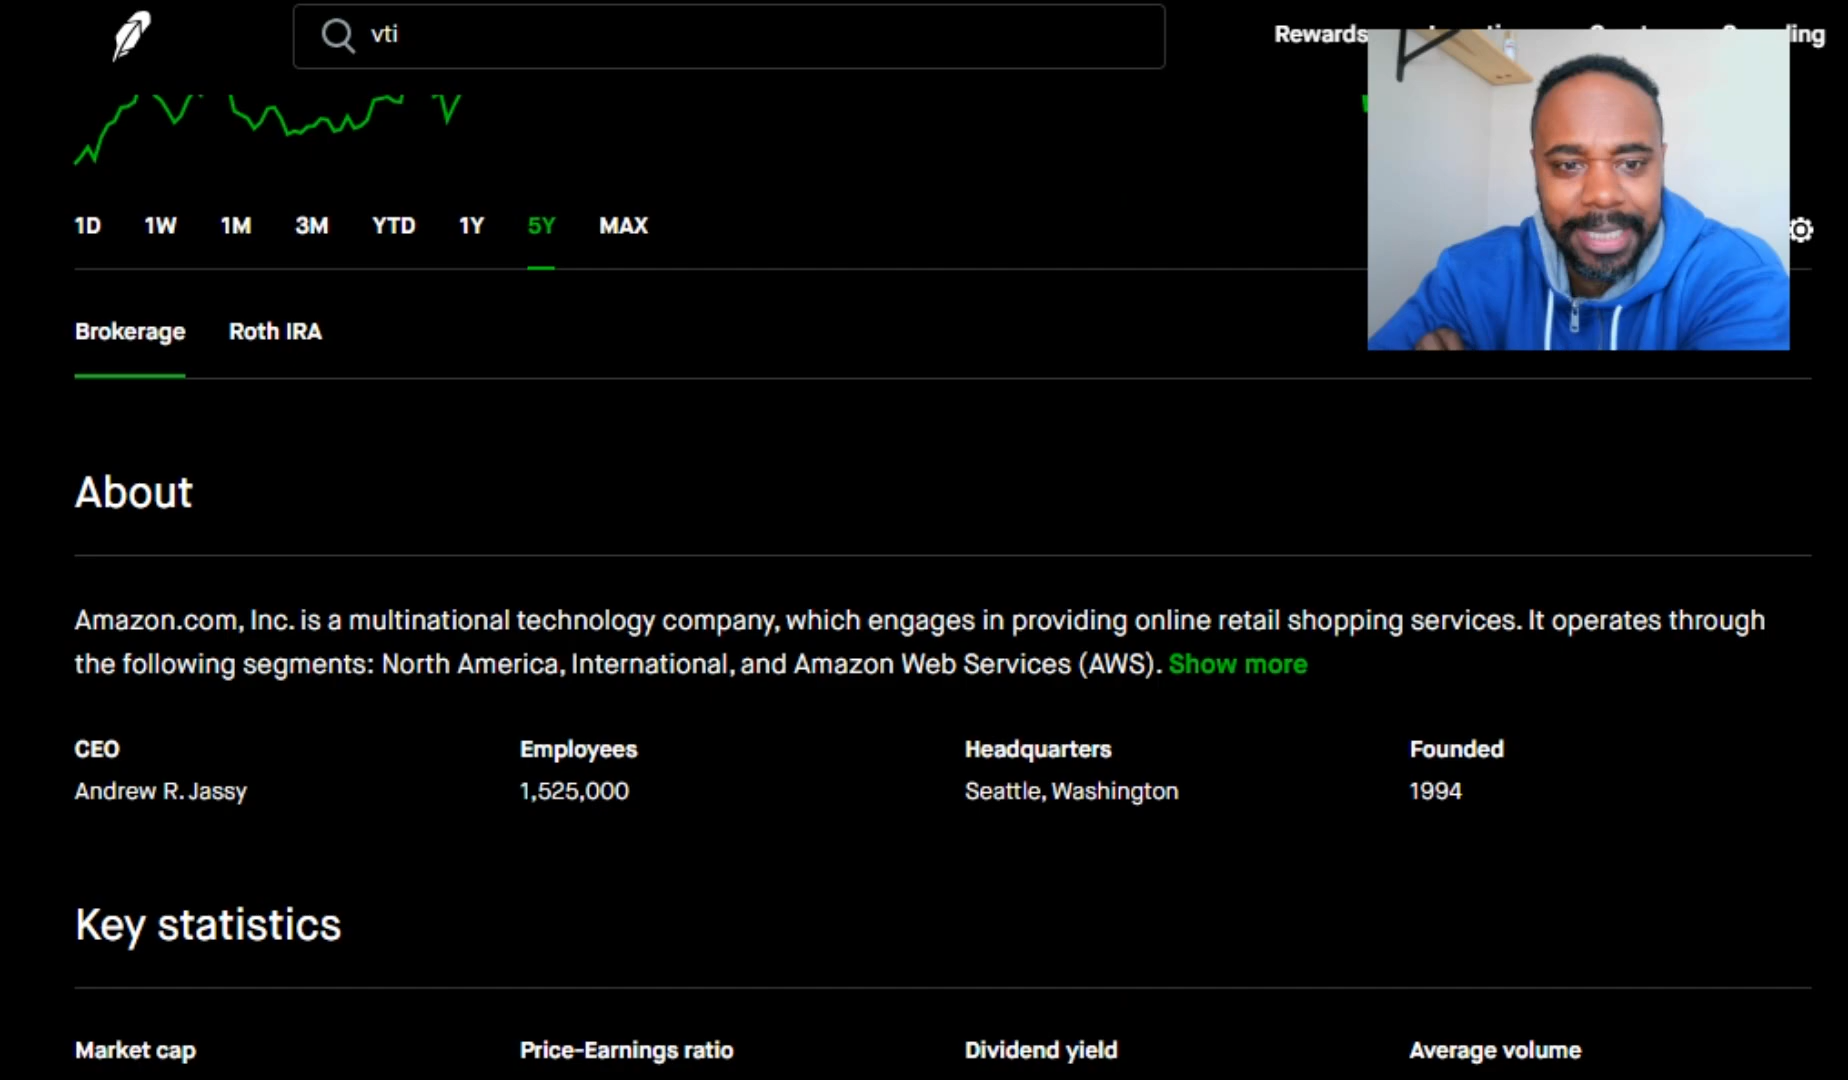 vti
Rewards
1D 1W 1M 3M YTD 1Y 5Y MAX
Brokerage Roth IRA
About
Amazon.com, Inc. is a multinational technology company, which engages in providing online retail shopping services. It operates through
the following segments: North America, International, and Amazon Web Services (AWS). Show more
CEO Employees Headquarters Founded
Andrew R. Jassy 1,525,000 Seattle, Washington 1994
Key statistics
Market cap Price-Earnings ratio Dividend yield Average volume